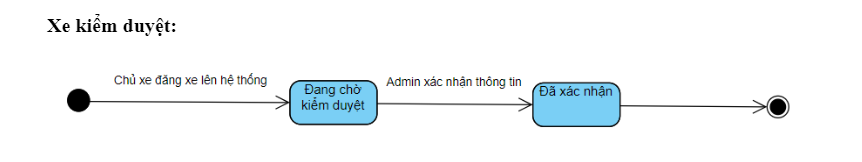 Xe kiểm duyệt:
Chủ xe đăng xe lên hệ thống
Đang chờ
kiểm duyệt
Admin xác nhận thông tin
Đã xác nhận